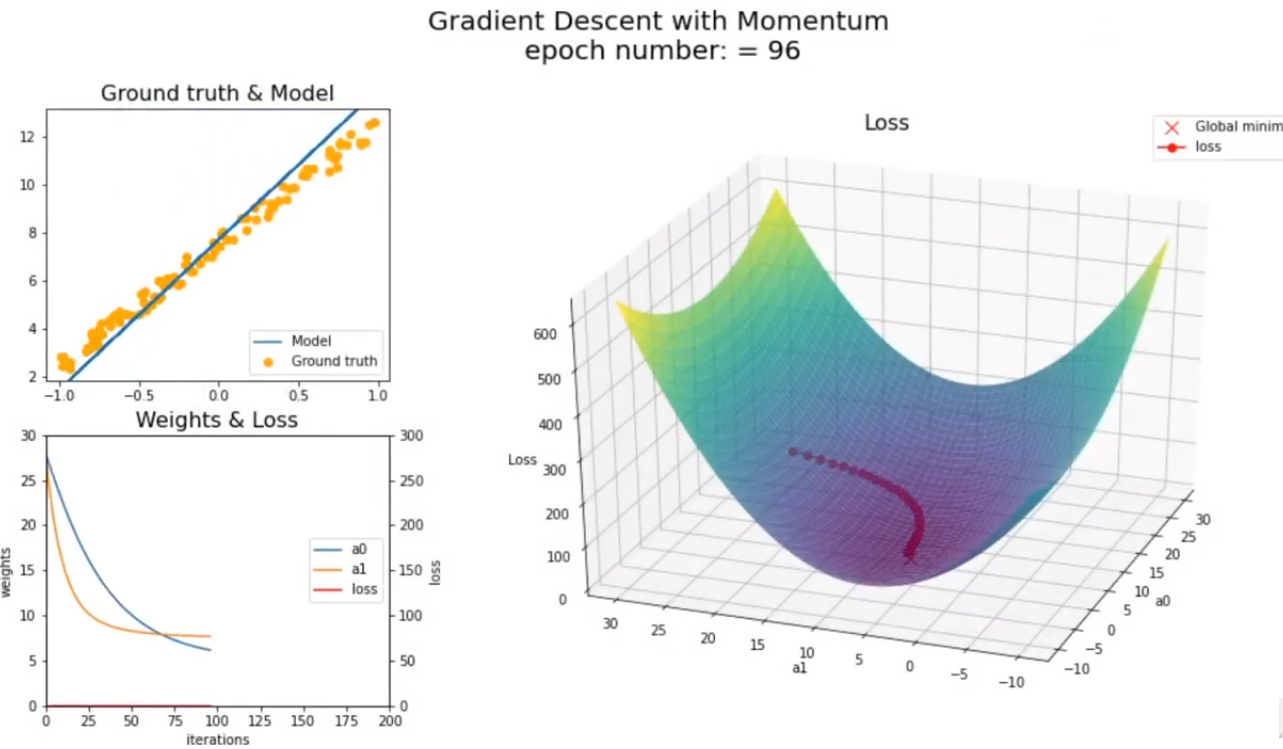 Gradient Descent with Momentum
epoch number: = 96
Ground truth & Model
12
10
8
6
4
2
−1.0 −0.5 0.0 0.5 1.0
Model
Ground truth
Weights & Loss
30
25
20
15
10
5
0
weights
300
250
200
150
100
50
0
loss
a0
a1
loss
0 25 50 75 100 125 150 175 200
iterations
Loss
Global minim
loss
Loss
600
500
400
300
200
100
0
30 25 20 15 10 5 0 −5 −10
a1
30
25
20
15
10
5
0
−5
−10
a0